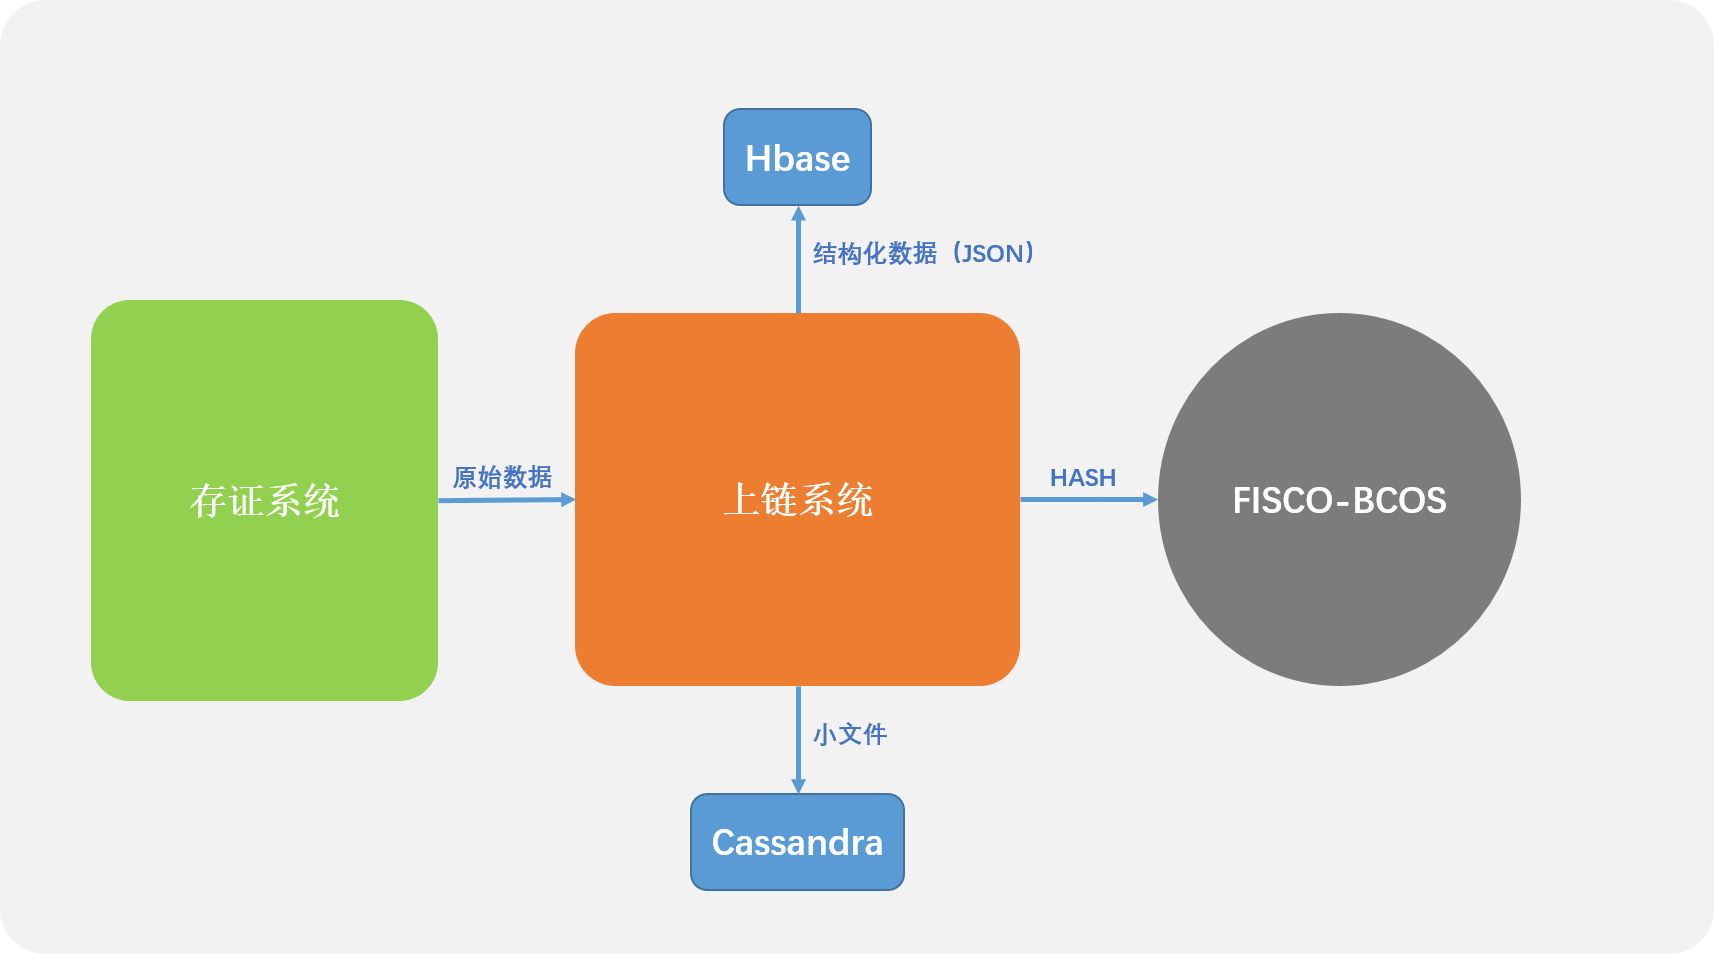 Hbase
结构化数据（JSON）
存证系统
原始数据
上链系统
HASH
FISCO-BCOS
小文件
Cassandra